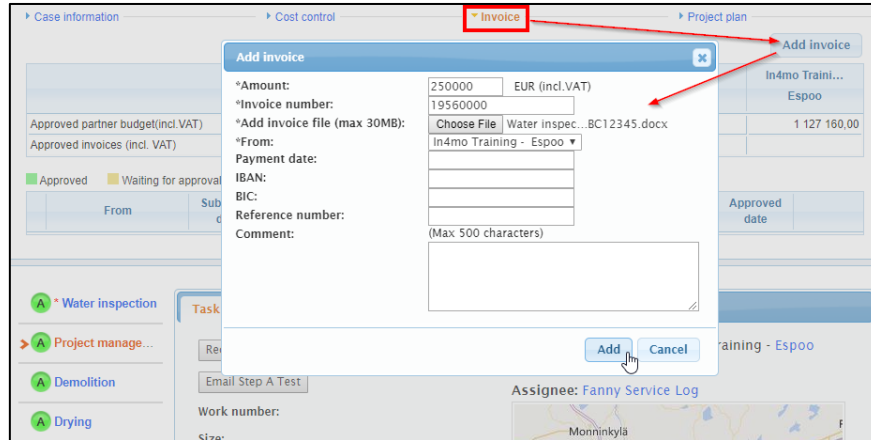 Case information
Cost control
Invoice
Project plan
Add invoice
In4mo Traini...
Espoo
Approved partner budget(incl.VAT)
1 127 160,00
Approved invoices (incl. VAT)
Approved
Waiting for approval
From
Sub
d
Approved
date
Add invoice
*Amount:
250000 EUR (incl.VAT)
*Invoice number:
19560000
*Add invoice file (max 30MB):
Choose File Water inspec...BC12345.docx
*From:
In4mo Training - Espoo
Payment date:
IBAN:
BIC:
Reference number:
Comment:
(Max 500 characters)
Add
Cancel
A * Water inspection
A Project manage...
A Demolition
A Drying
Task
Re
raining - Espoo
Email Step A Test
Assignee: Fanny Service Log
Work number:
Size:
Monninkylä